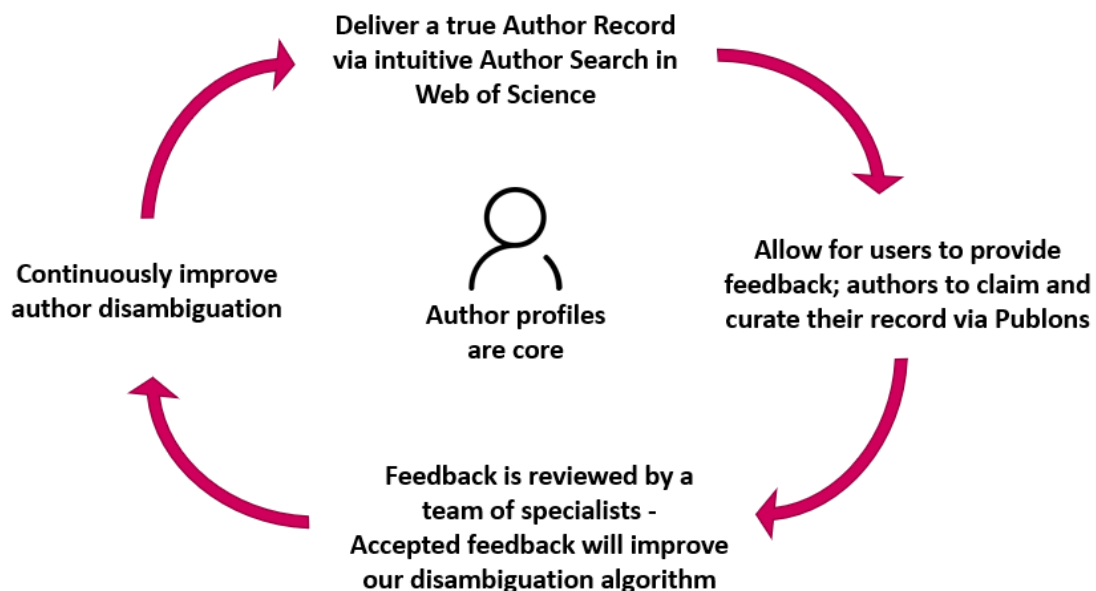 Deliver a true Author Record
via intuitive Author Search in
Web of Science
Allow for users to provide
feedback; authors to claim and
curate their record via Publons
Feedback is reviewed by a
team of specialists -
Accepted feedback will improve
our disambiguation algorithm
Continuously improve
author disambiguation
Author profiles
are core